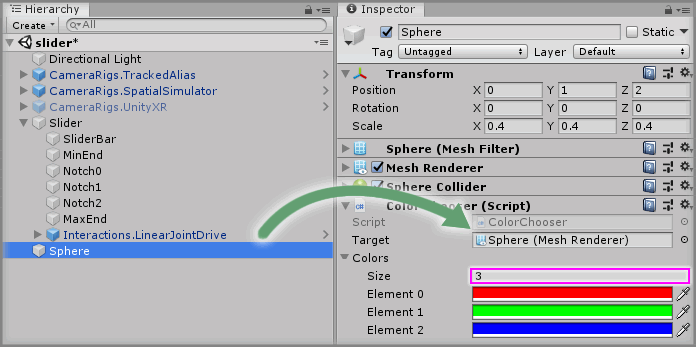 Hierarchy
Create
All
slider*
Directional Light
CameraRigs.TrackedAlias
CameraRigs.SpatialSimulator
CameraRigs.UnityXR
Slider
SliderBar
MinEnd
Notch0
Notch1
Notch2
MaxEnd
Interactions.LinearJointDrive
Sphere
Inspector
Sphere Static
Tag Untagged Layer Default
Transform
Position X 0 Y 1 Z 2
Rotation X 0 Y 0 Z 0
Scale X 0.4 Y 0.4 Z 0.4
Sphere (Mesh Filter)
Mesh Renderer
Sphere Collider
ColorChooser (Script)
Script ColorChooser
Target Sphere (Mesh Renderer)
Colors
Size 3
Element 0
Element 1
Element 2